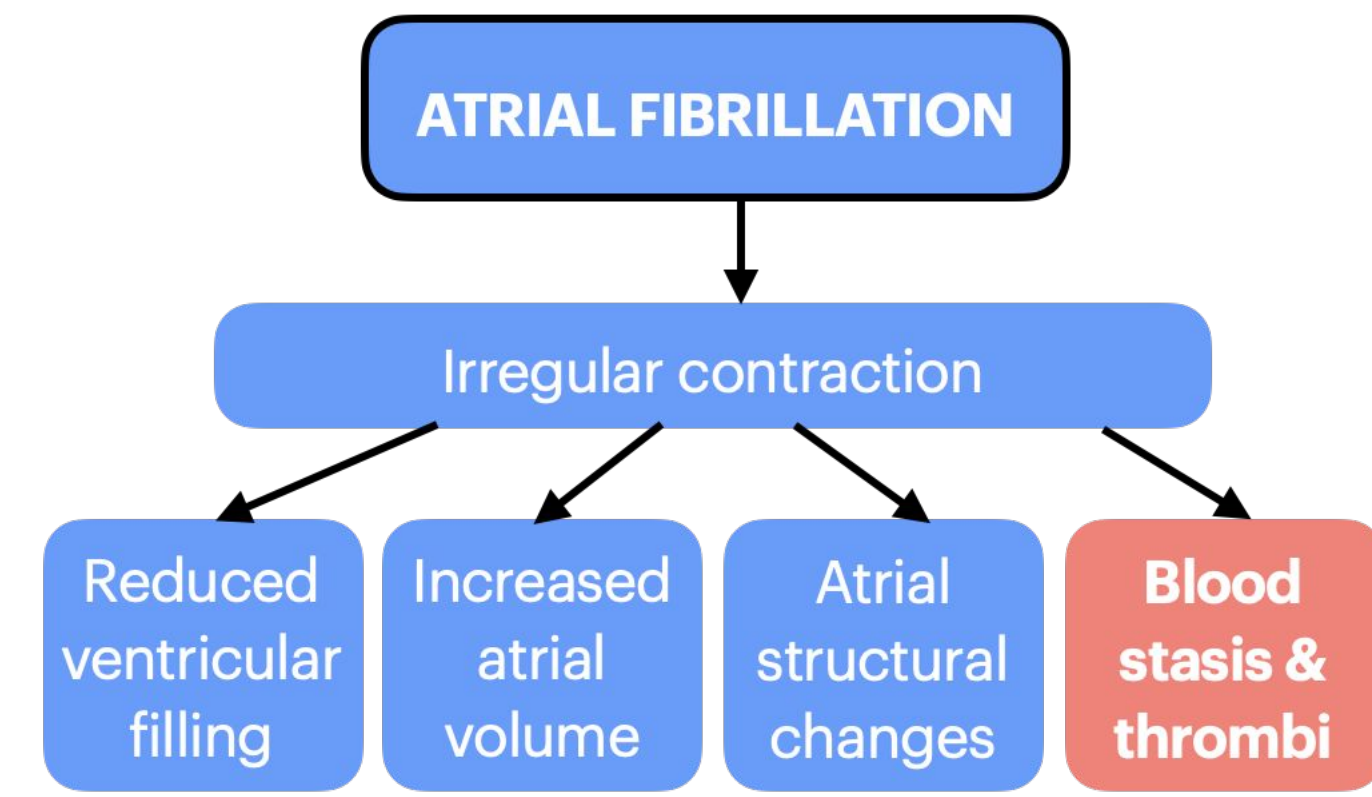 ATRIAL FIBRILLATION
Irregular contraction
Reduced
ventricular
filling
Increased
atrial
volume
Atrial
structural
changes
Blood
stasis &
thrombi